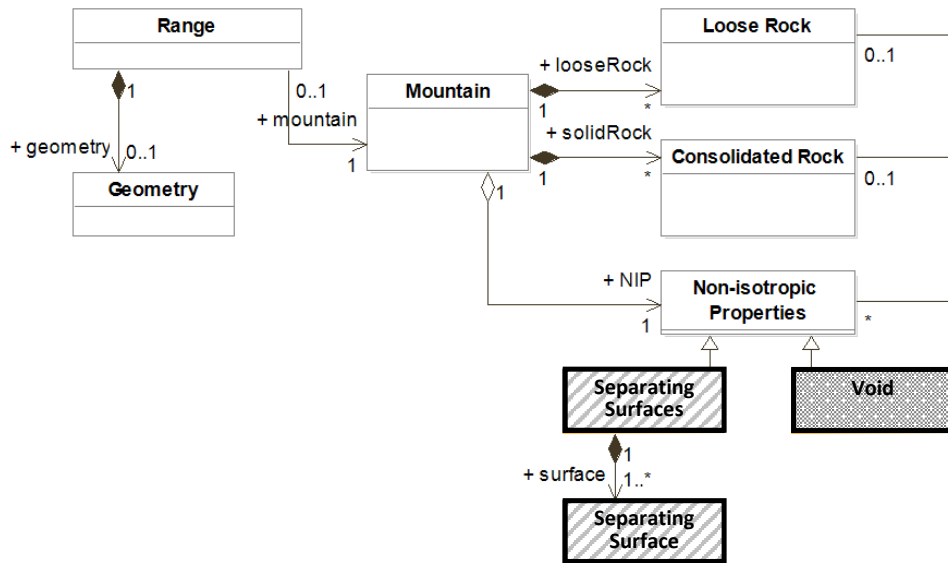 Range
Loose Rock
+ looseRock
0..1
1
0..1
Mountain
1
*
+ mountain
+ solidRock
+ geometry
0..1
1
Consolidated Rock
1
*
0..1
Geometry
1
+ NIP
Non-isotropic
Properties
1
*
Separating
Surfaces
Void
1
+ surface
1..*
Separating
Surface